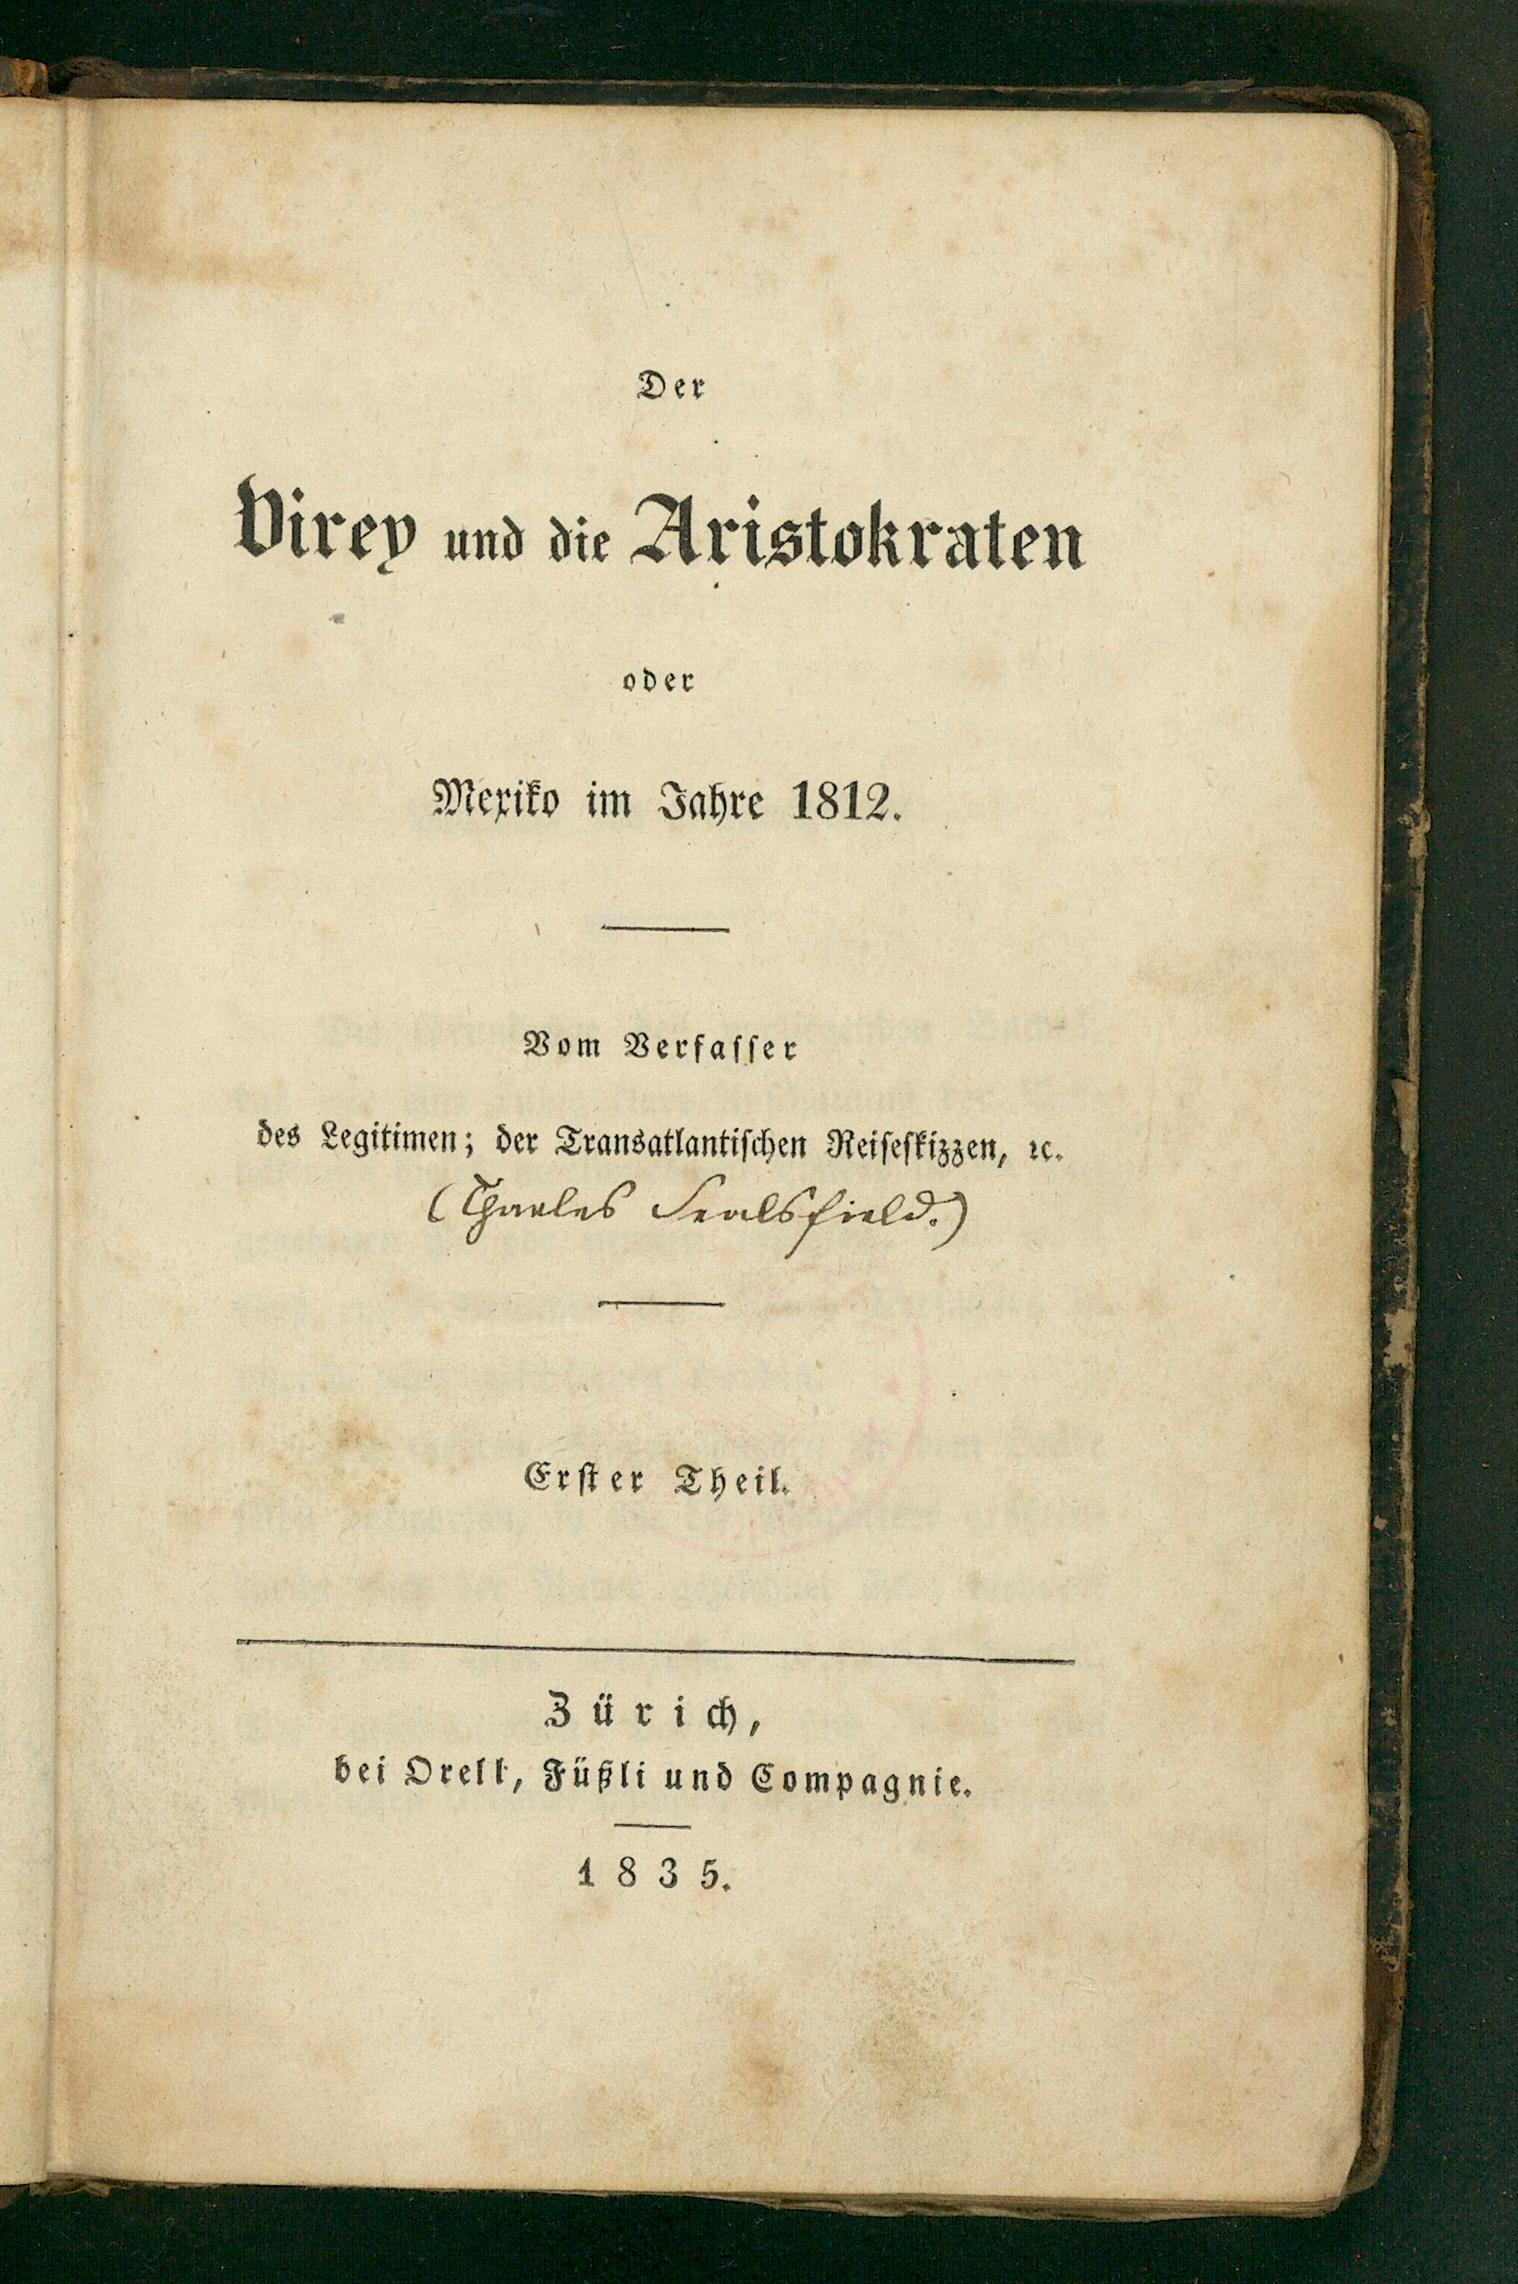 Der
Virey und die Aristokraten
oder
Mexiko im Jahre 1812.
Vom Verfasser
des Legitimen; der Transatlantischen Reiseskizzen, ꝛc.
(Charles Sealsfield.)
Erster Theil.
Zürich,
bei Orell, Füßli und Compagnie.
1835.